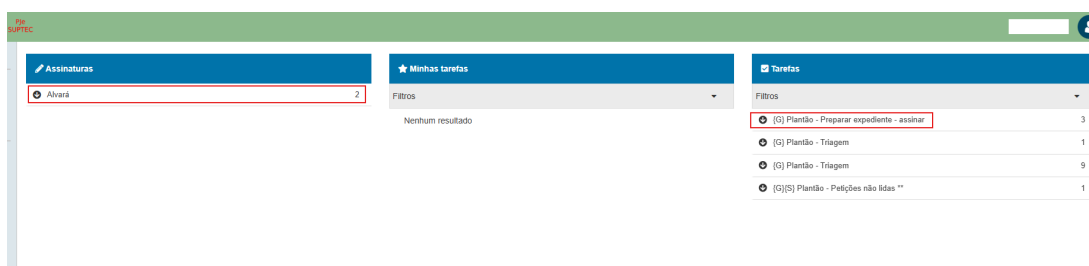 Pje
SUPTEC
Assinaturas
Alvará 2
Minhas tarefas
Filtros
Nenhum resultado
Tarefas
Filtros
{G} Plantão - Preparar expediente - assinar 3
{G} Plantão - Triagem 1
{G} Plantão - Triagem 9
{G}{S} Plantão - Petições não lidas ** 1